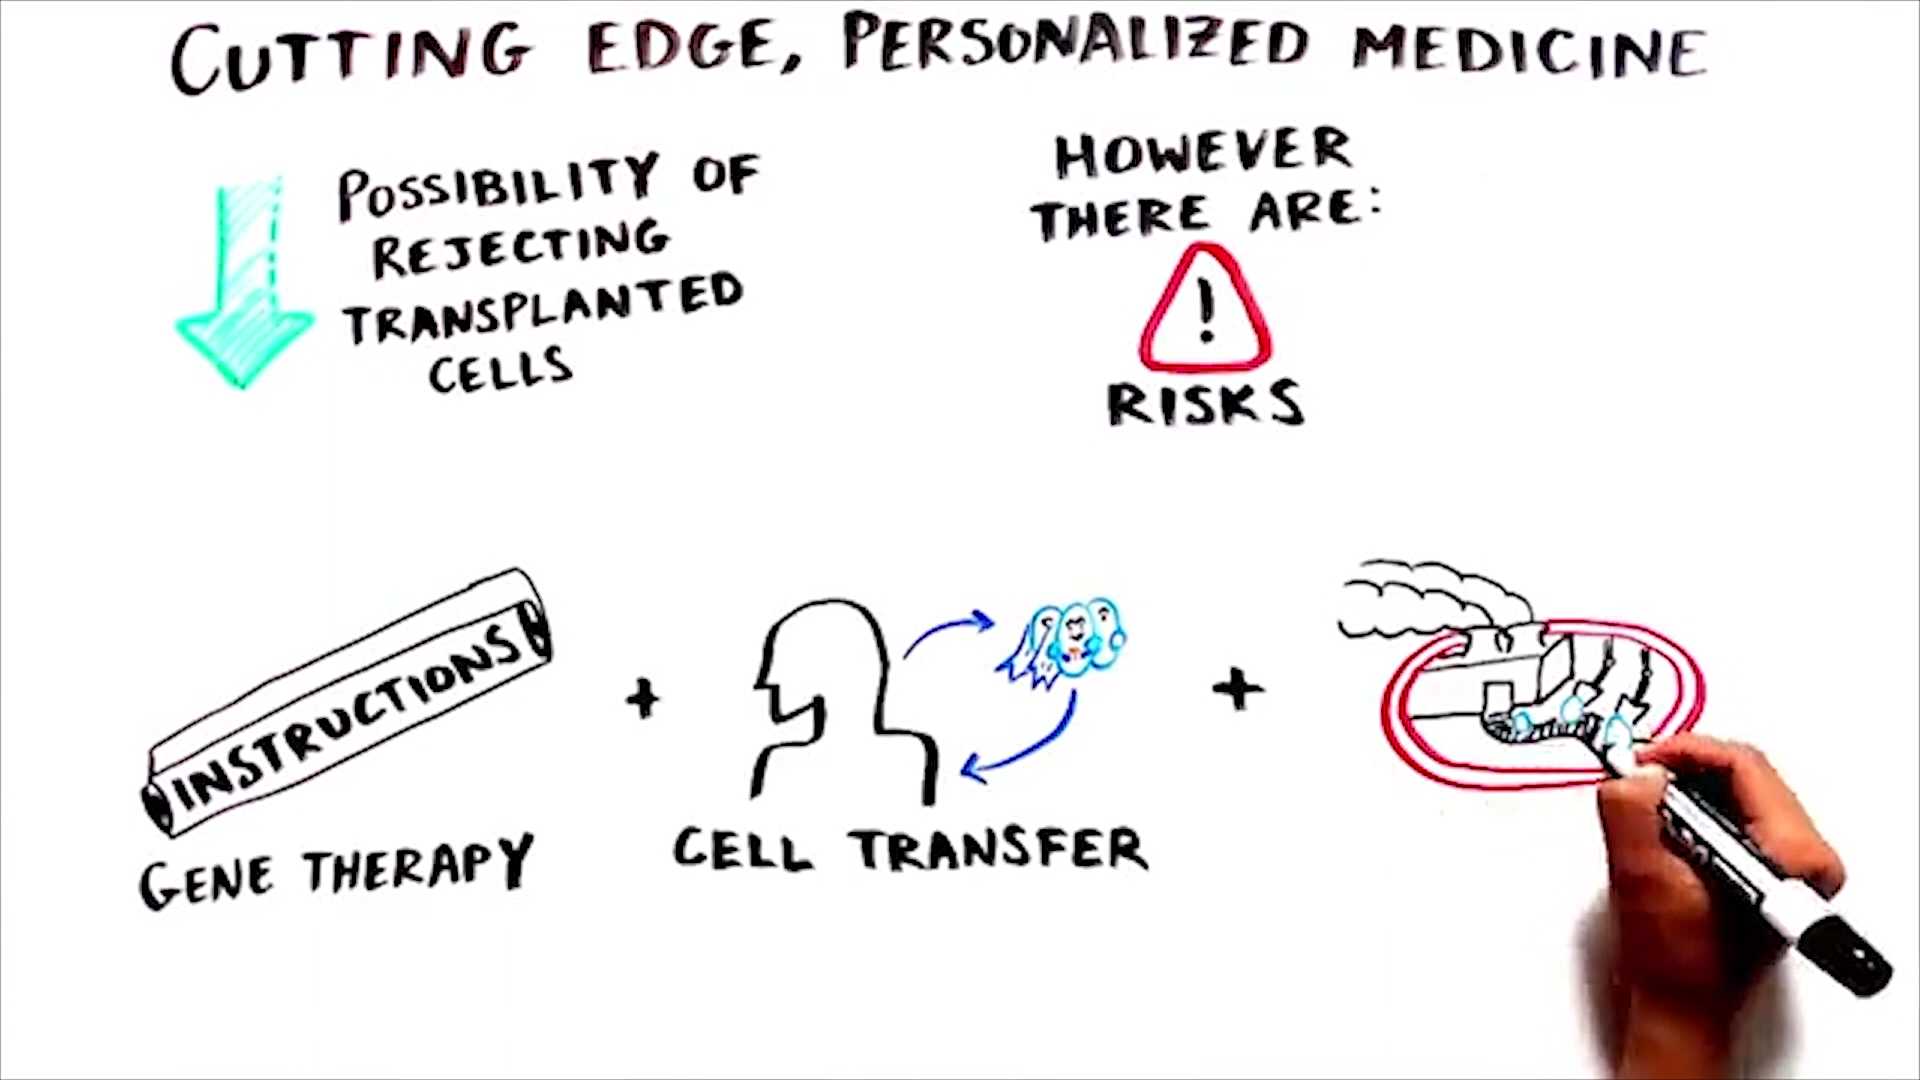 CUTTING EDGE, PERSONALIZED MEDICINE
POSSIBILITY OF
REJECTING
TRANSPLANTED
CELLS
HOWEVER
THERE ARE:
!
RISKS
INSTRUCTIONS
+
+
GENE THERAPY
CELL TRANSFER